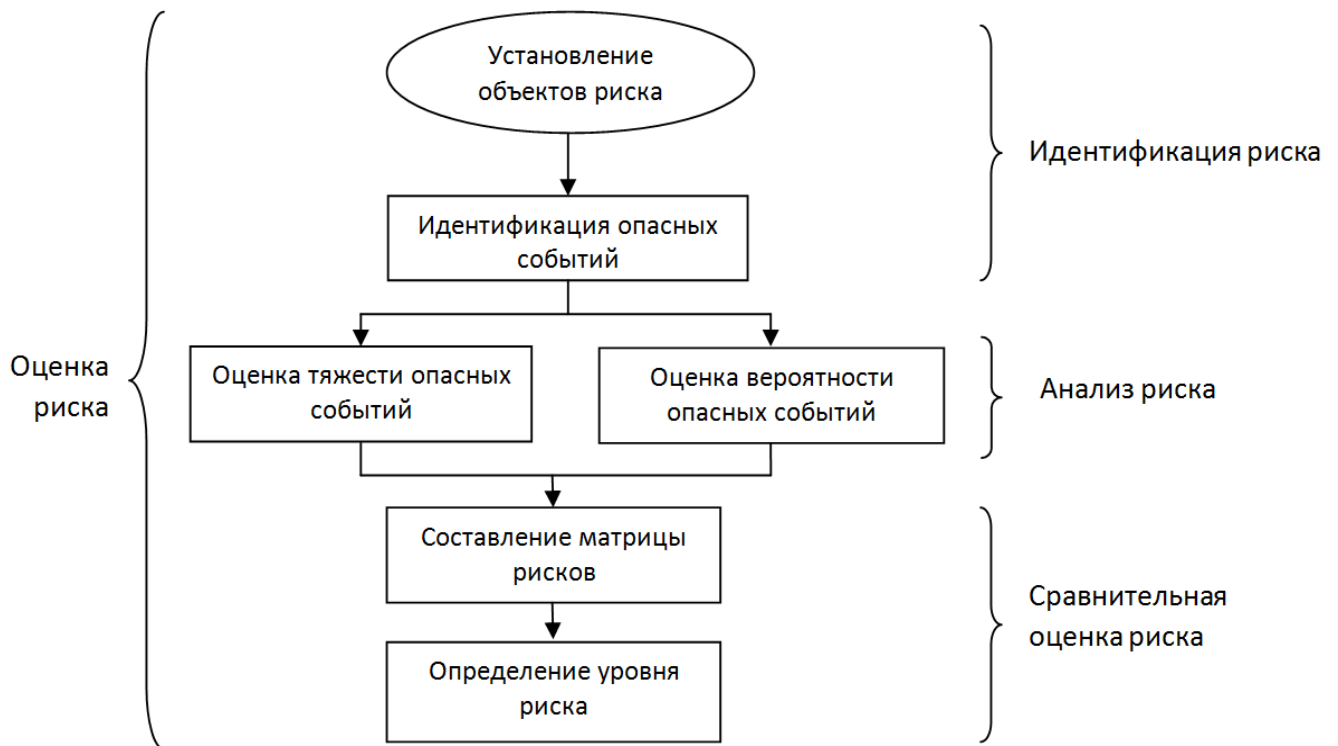 Установление
объектов риска
Идентификация риска
Идентификация опасных
событий
Оценка
риска
Оценка тяжести опасных
событий
Оценка вероятности
опасных событий
Анализ риска
Составление матрицы
рисков
Сравнительная
оценка риска
Определение уровня
риска